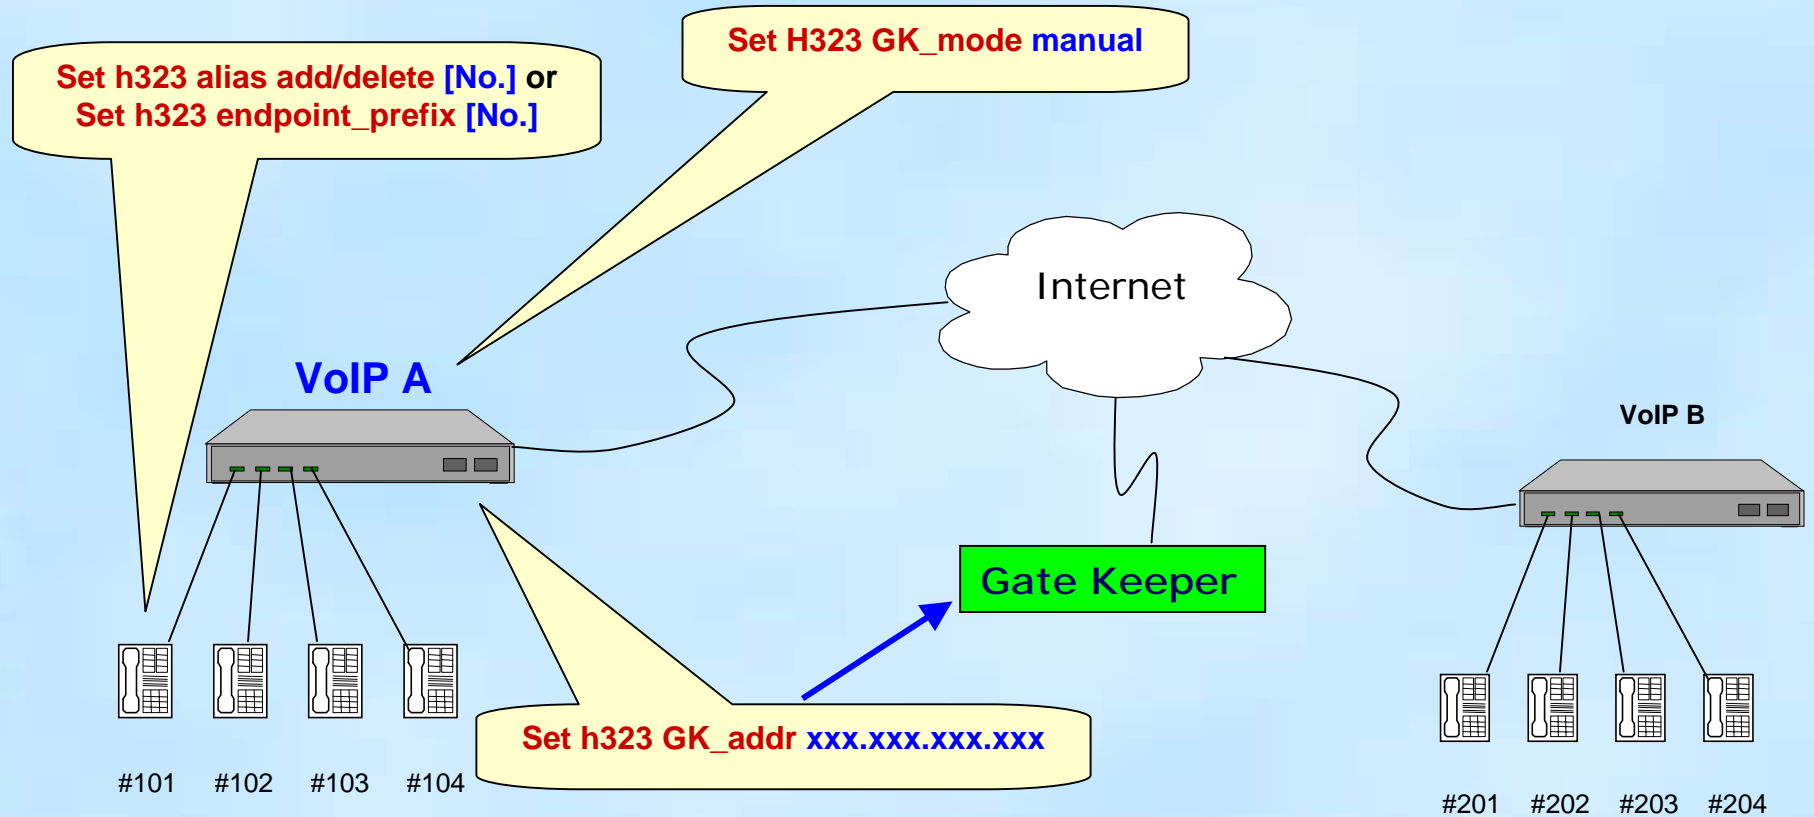 Set H323 GK_mode manual
Set h323 alias add/delete [No.] or
Set h323 endpoint_prefix [No.]
Internet
VoIP A
VoIP B
Gate Keeper
Set h323 GK_addr xxx.xxx.xxx.xxx
#101 #102 #103 #104
#201 #202 #203 #204